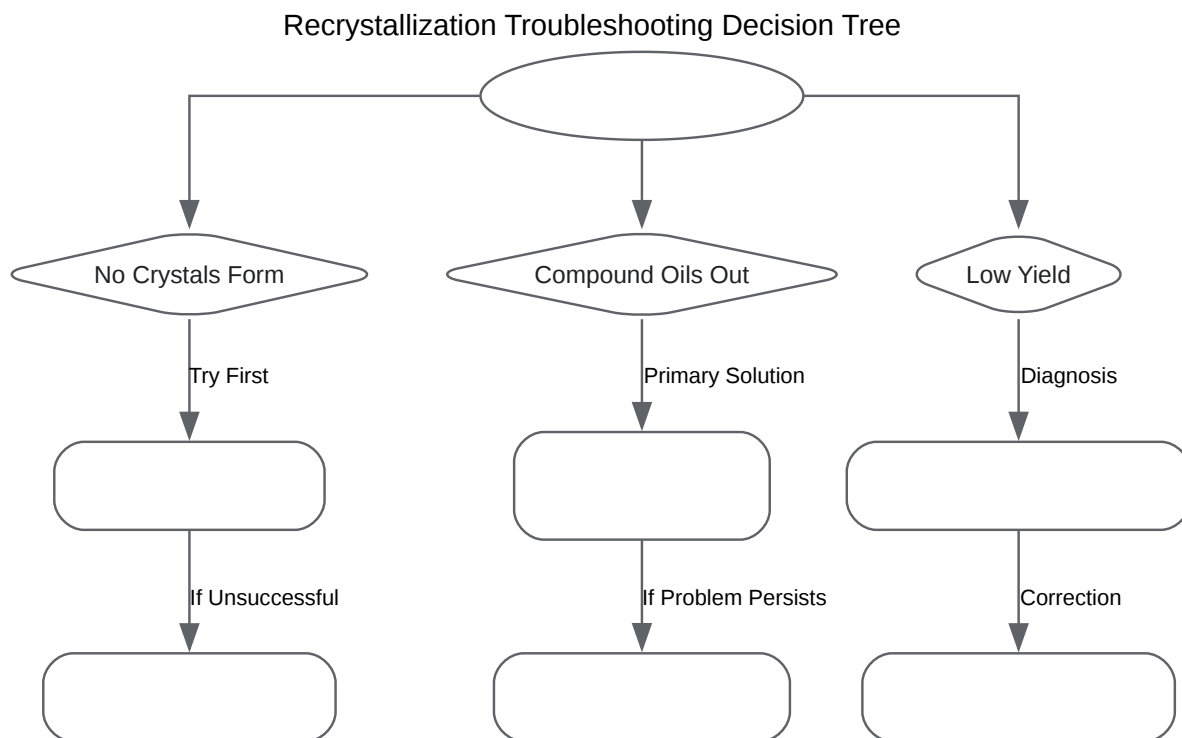 Recrystallization Troubleshooting Decision Tree
No Crystals Form
Compound Oils Out
Low Yield
Try First
Primary Solution
Diagnosis
If Unsuccessful
If Problem Persists
Correction